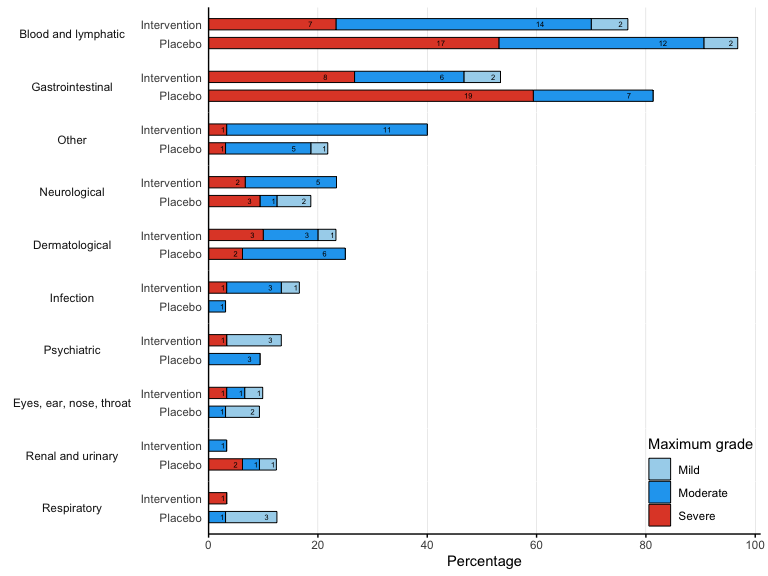 Blood and lymphatic
Intervention 7 14 2
Placebo 17 12 2
Gastrointestinal
Intervention 8 6 2
Placebo 19 7
Other
Intervention 1 11
Placebo 1 5 1
Neurological
Intervention 2 5
Placebo 3 1 2
Dermatological
Intervention 3 3 1
Placebo 2 6
Infection
Intervention 1 3 1
Placebo 1
Psychiatric
Intervention 1 3
Placebo 3
Eyes, ear, nose, throat
Intervention 1 1 1
Placebo 1 2
Renal and urinary
Intervention 1
Placebo 2 1 1
Respiratory
Intervention 1
Placebo 1 3
Maximum grade
Mild
Moderate
Severe
0 20 40 60 80 100
Percentage